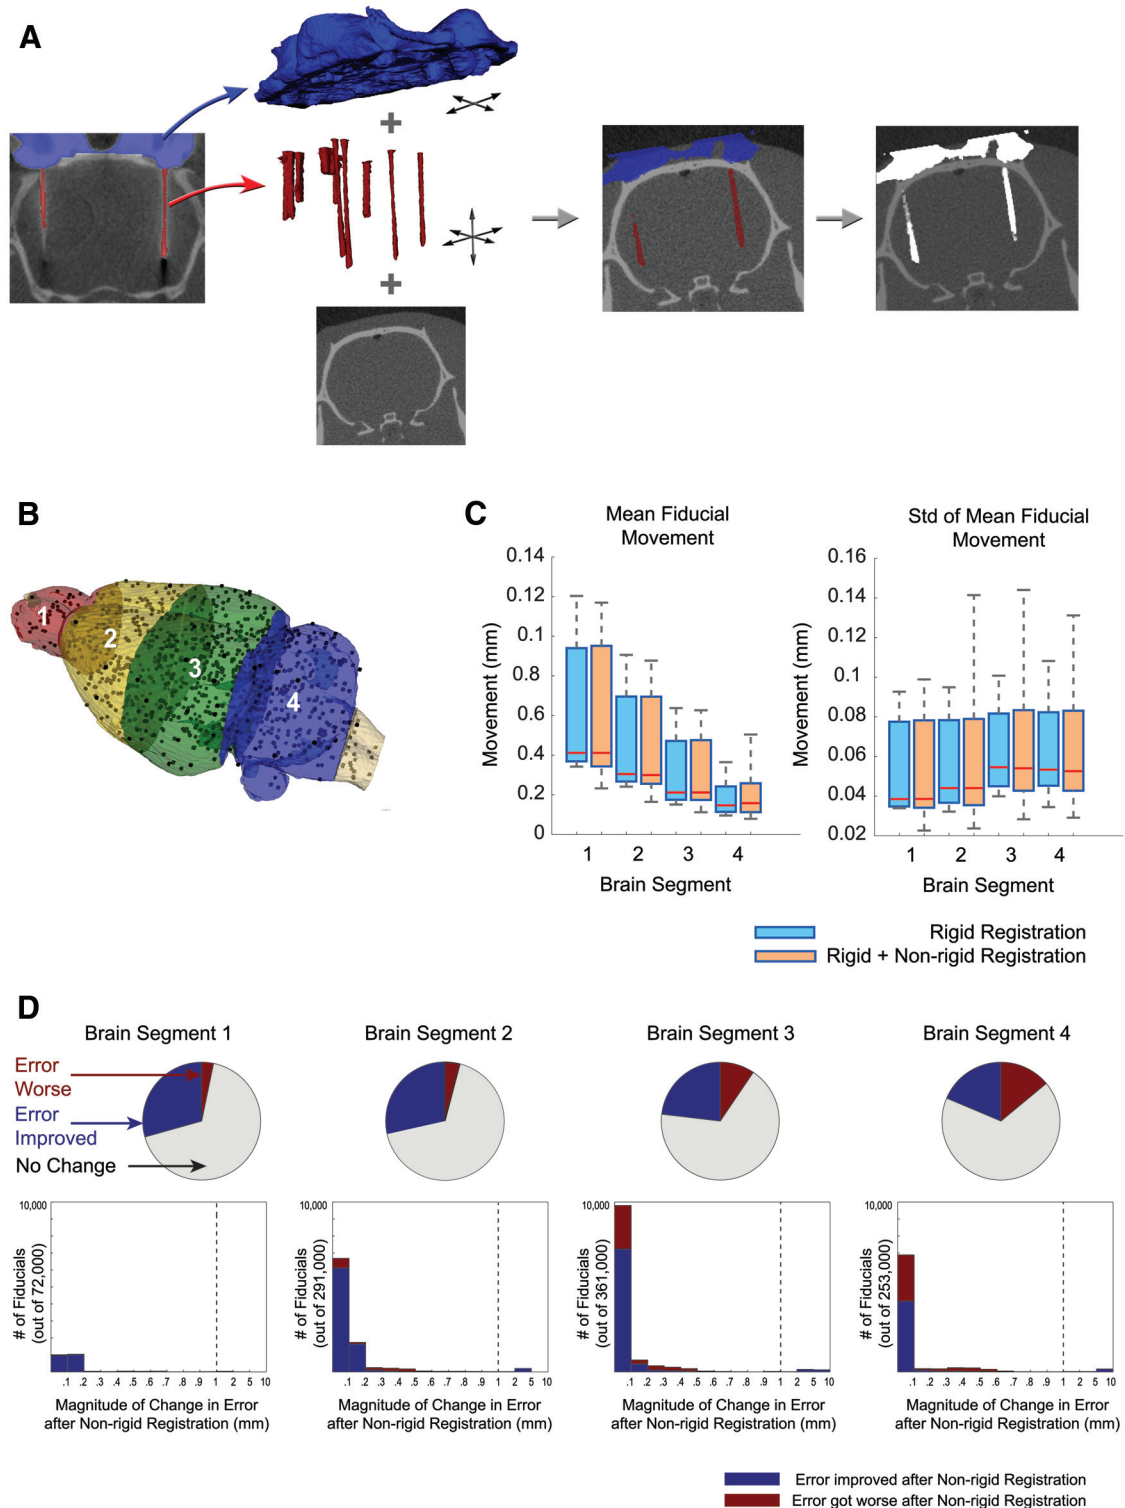 A
B
1
2
3
4
C
Mean Fiducial
Movement
Movement (mm)
0.14
0.12
0.1
0.8
0.6
0.4
0.2
0
1 2 3 4
Brain Segment
Std of Mean Fiducial
Movement
Movement (mm)
0.16
0.14
0.12
0.1
0.08
0.06
0.04
0.02
1 2 3 4
Brain Segment
Rigid Registration
Rigid + Non-rigid Registration
D
Brain Segment 1
Brain Segment 2
Brain Segment 3
Brain Segment 4
Error
Worse
Error
Improved
No Change
10,000
# of Fiducials
(out of 72,000)
.1 .2 .3 .4 .5 .6 .7 .8 .9 1 2 5 10
Magnitude of Change in Error
after Non-rigid Registration (mm)
10,000
# of Fiducials
(out of 291,000)
.1 .2 .3 .4 .5 .6 .7 .8 .9 1 2 5 10
Magnitude of Change in Error
after Non-rigid Registration (mm)
10,000
# of Fiducials
(out of 361,000)
.1 .2 .3 .4 .5 .6 .7 .8 .9 1 2 5 10
Magnitude of Change in Error
after Non-rigid Registration (mm)
10,000
# of Fiducials
(out of 253,000)
.1 .2 .3 .4 .5 .6 .7 .8 .9 1 2 5 10
Magnitude of Change in Error
after Non-rigid Registration (mm)
Error improved after Non-rigid Registration
Error got worse after Non-rigid Registration